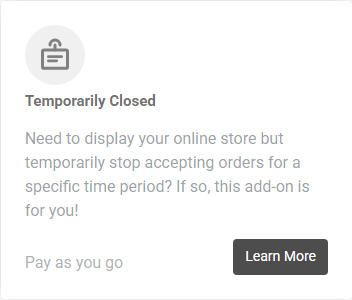 Temporarily Closed
Need to display your online store but
temporarily stop accepting orders for a
specific time period? If so, this add-on is
for you!
Pay as you go
Learn More